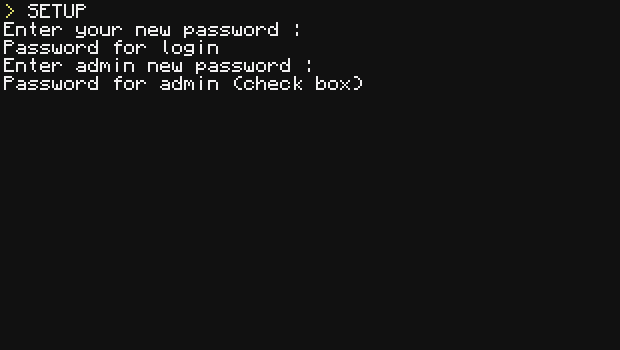 > SETUP
Enter your new password :
Password for login
Enter admin new password :
Password for admin (check box)